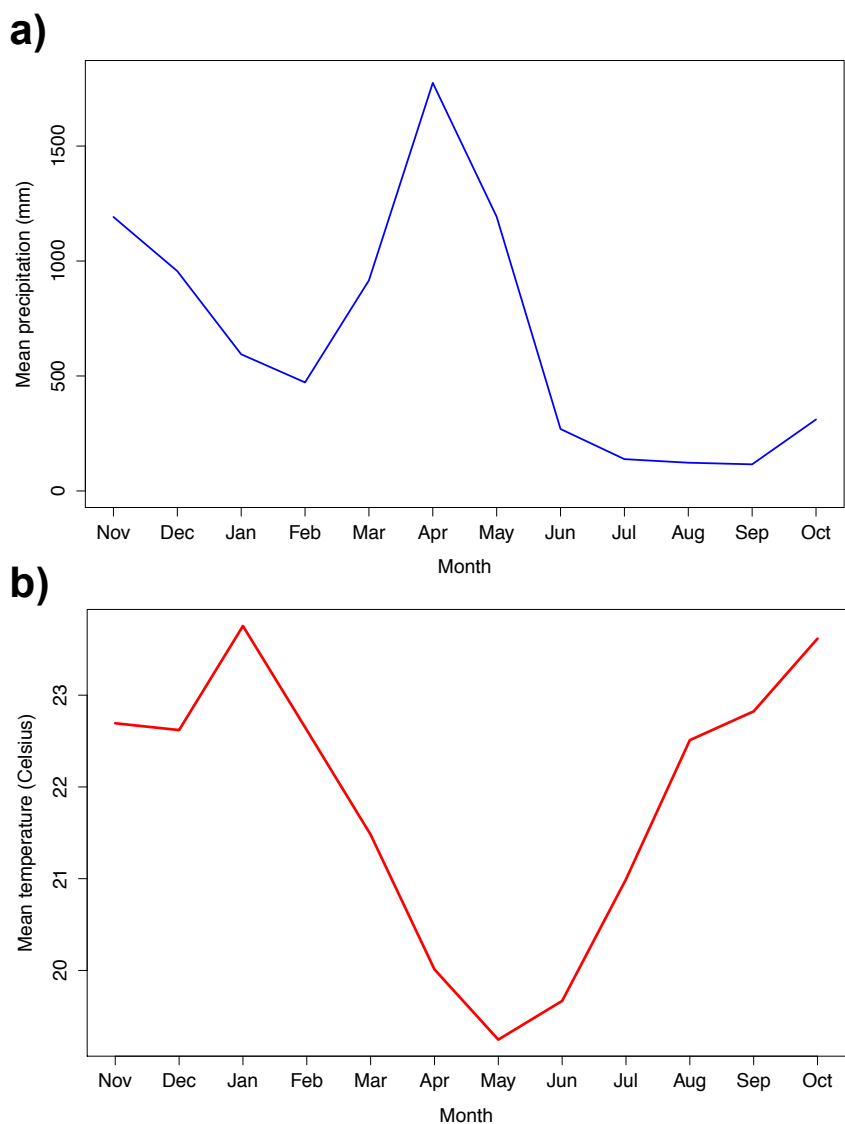 a)
Mean precipitation (mm)
1500
1000
500
0
Nov Dec Jan Feb Mar Apr May Jun Jul Aug Sep Oct
Month
b)
Mean temperature (Celsius)
23
22
21
20
Nov Dec Jan Feb Mar Apr May Jun Jul Aug Sep Oct
Month